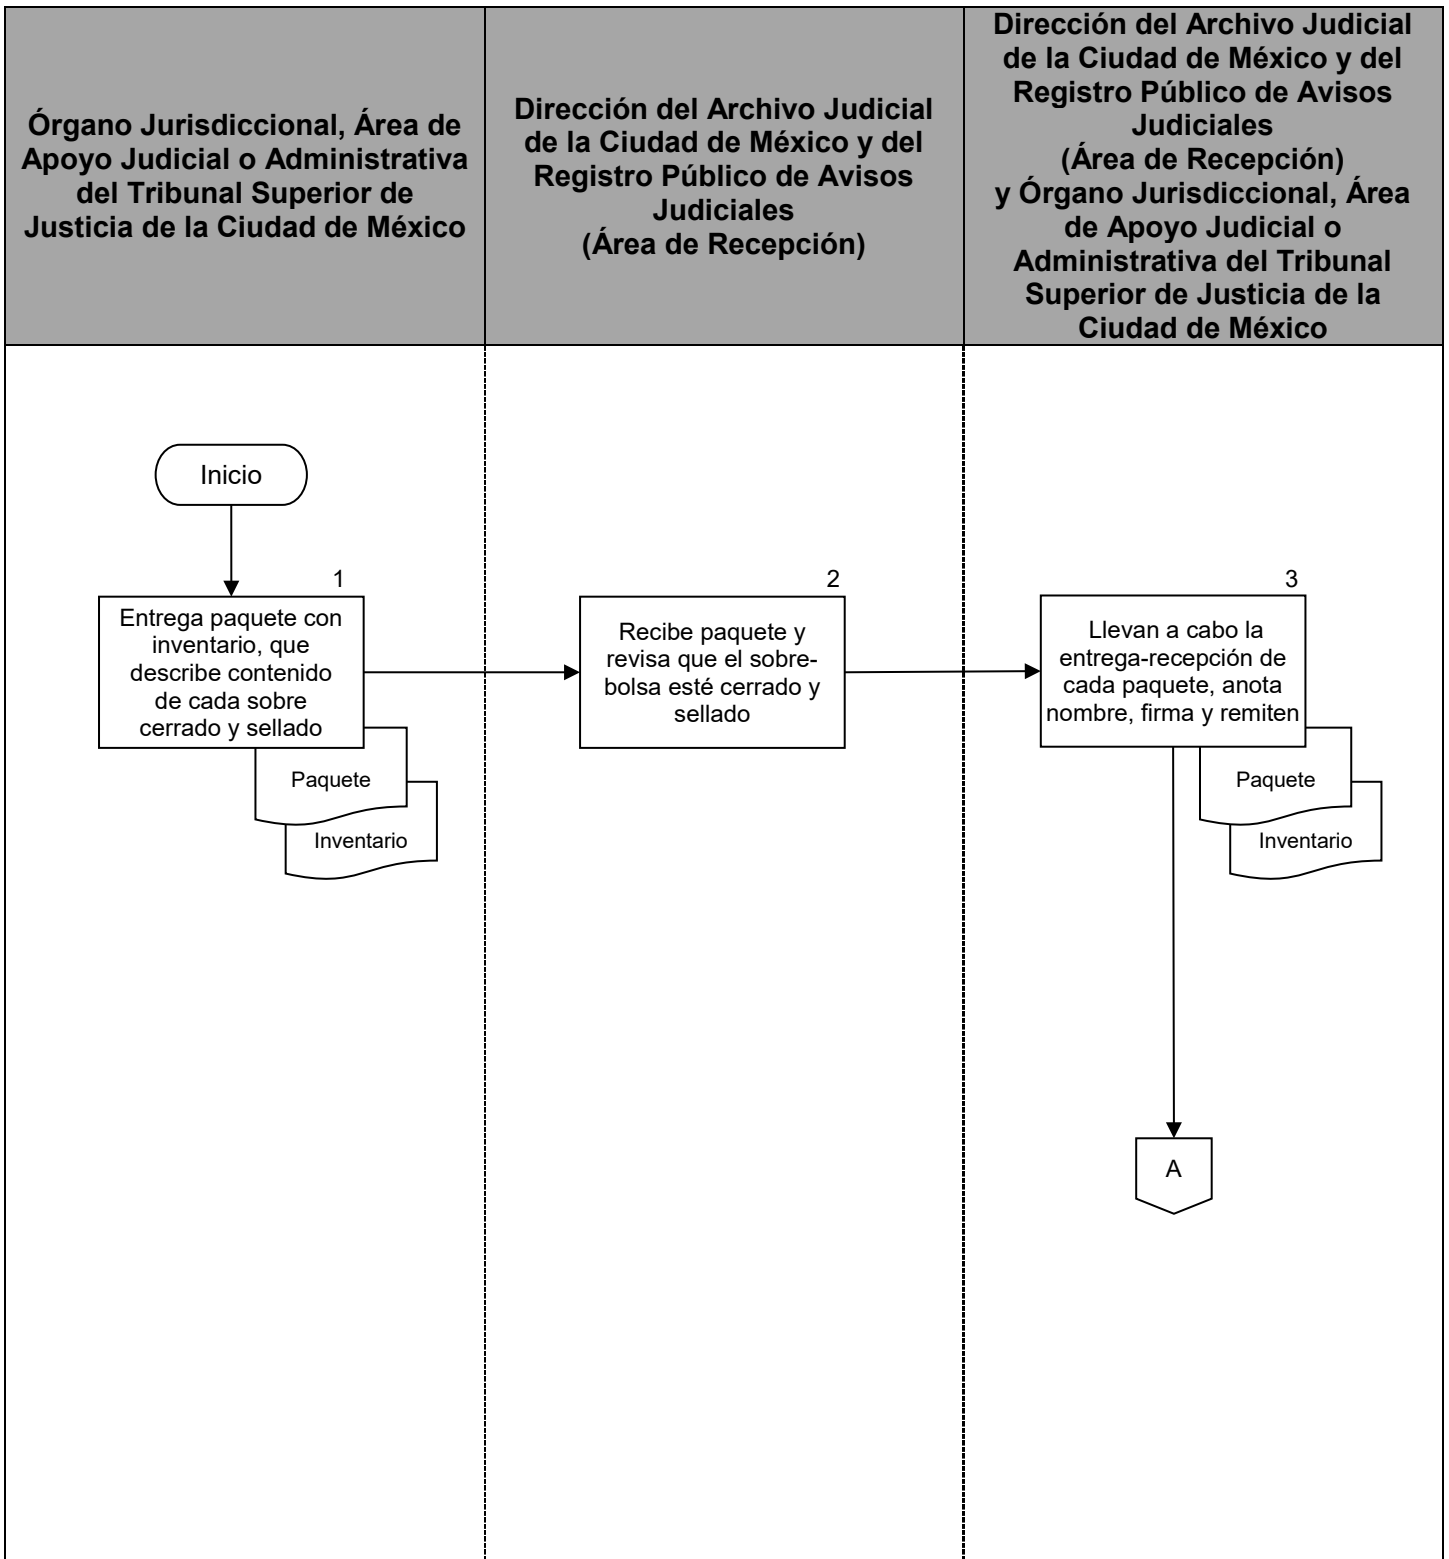 Órgano Jurisdiccional, Área de
Apoyo Judicial o Administrativa
del Tribunal Superior de
Justicia de la Ciudad de México
Dirección del Archivo Judicial
de la Ciudad de México y del
Registro Público de Avisos
Judiciales
(Área de Recepción)
Dirección del Archivo Judicial
de la Ciudad de México y del
Registro Público de Avisos
Judiciales
(Área de Recepción)
y Órgano Jurisdiccional, Área
de Apoyo Judicial o
Administrativa del Tribunal
Superior de Justicia de la
Ciudad de México
Inicio
1
Entrega paquete con
inventario, que
describe contenido
de cada sobre
cerrado y sellado
Paquete
Inventario
2
Recibe paquete y
revisa que el sobre-
bolsa esté cerrado y
sellado
3
Llevan a cabo la
entrega-recepción de
cada paquete, anota
nombre, firma y remiten
Paquete
Inventario
A